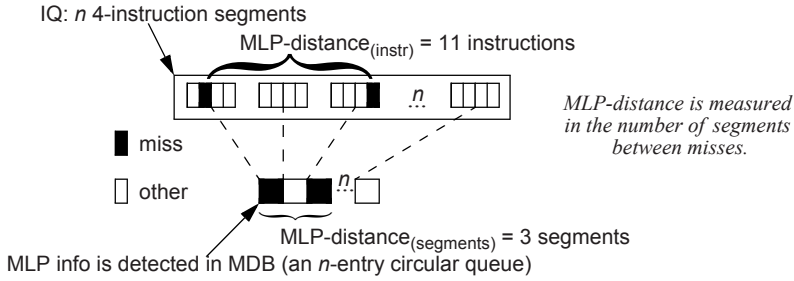 IQ: n 4-instruction segments
MLP-distance(instr) = 11 instructions
n
...
MLP-distance is measured
in the number of segments
between misses.
miss
other
n
...
MLP-distance(segments) = 3 segments
MLP info is detected in MDB (an n-entry circular queue)